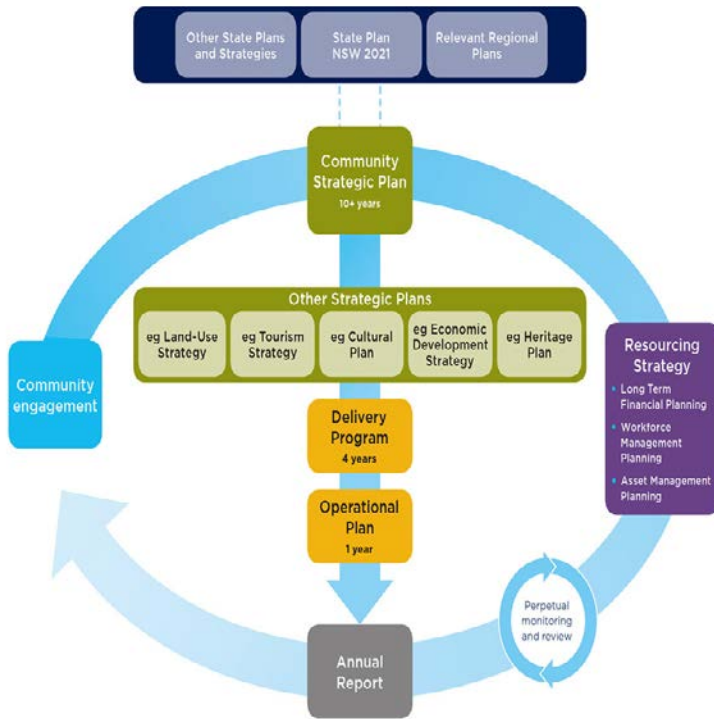 Other State Plans
and Strategies
State Plan
NSW 2021
Relevant Regional
Plans
Community
Strategic Plan
10+ years
Other Strategic Plans
eg Land-Use
Strategy
eg Tourism
Strategy
eg Cultural
Plan
eg Economic
Development
Strategy
eg Heritage
Plan
Community
engagement
Resourcing
Strategy
• Long Term
Financial Planning
• Workforce
Management
Planning
• Asset Management
Planning
Delivery
Program
4 years
Operational
Plan
1 year
Perpetual
monitoring
and review
Annual
Report